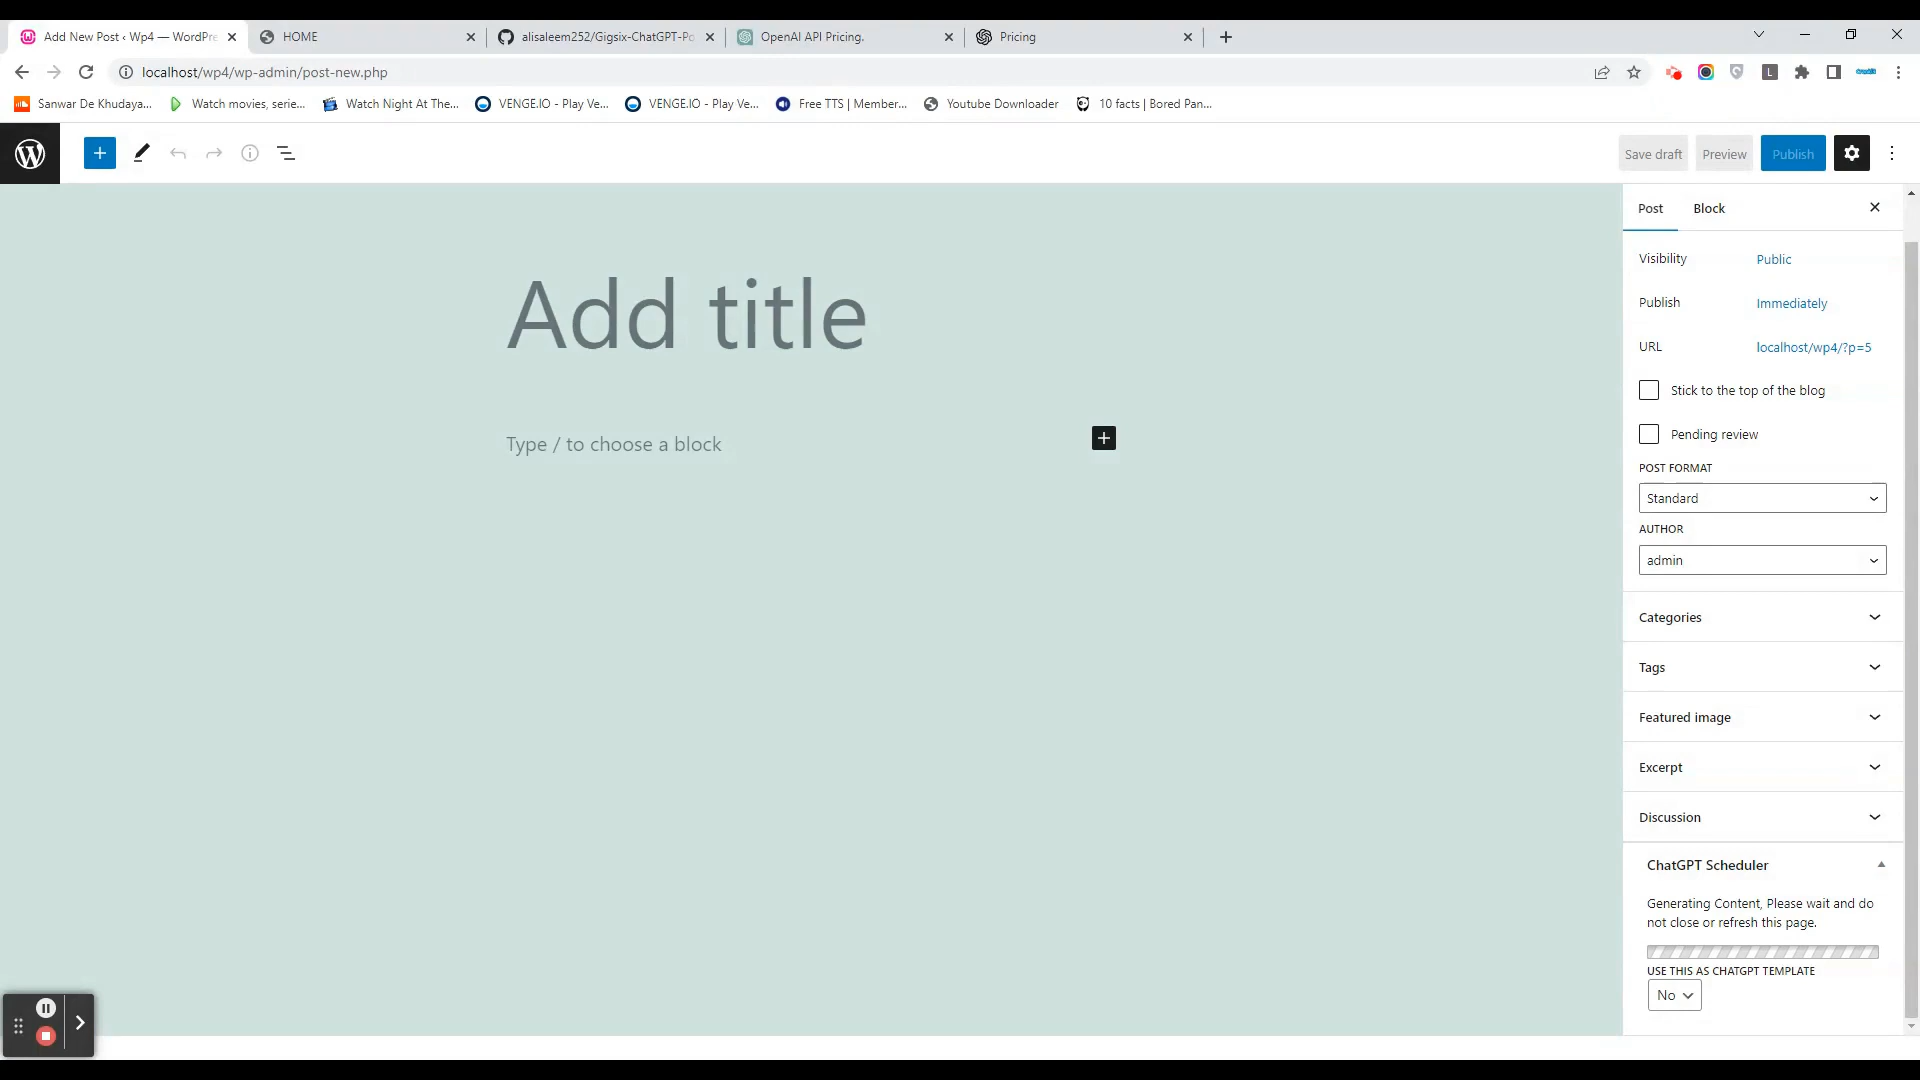 Add New Post ‹ Wp4 — WordPre
HOME
alisaleem252/Gigsix-ChatGPT-Po
OpenAI API Pricing.
Pricing
localhost/wp4/wp-admin/post-new.php
L
Sanwar De Khudaya...
Watch movies, serie...
Watch Night At The...
VENGE.IO - Play Ve...
VENGE.IO - Play Ve...
Free TTS | Member...
Youtube Downloader
10 facts | Bored Pan...
Save draft
Preview
Publish
Post
Block
Visibility
Public
Add title
Publish
Immediately
URL
localhost/wp4/?p=5
Stick to the top of the blog
Type / to choose a block
Pending review
POST FORMAT
Standard
AUTHOR
admin
Categories
Tags
Featured image
Excerpt
Discussion
ChatGPT Scheduler
Generating Content, Please wait and do
not close or refresh this page.
USE THIS AS CHATGPT TEMPLATE
No